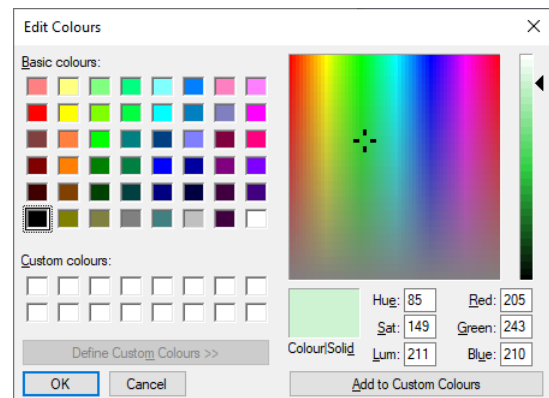 Edit Colours
Basic colours:
Custom colours:
Define Custom Colours >>
OK Cancel
Colour|Solid
Hue: 85 Red: 205
Sat: 149 Green: 243
Lum: 211 Blue: 210
Add to Custom Colours